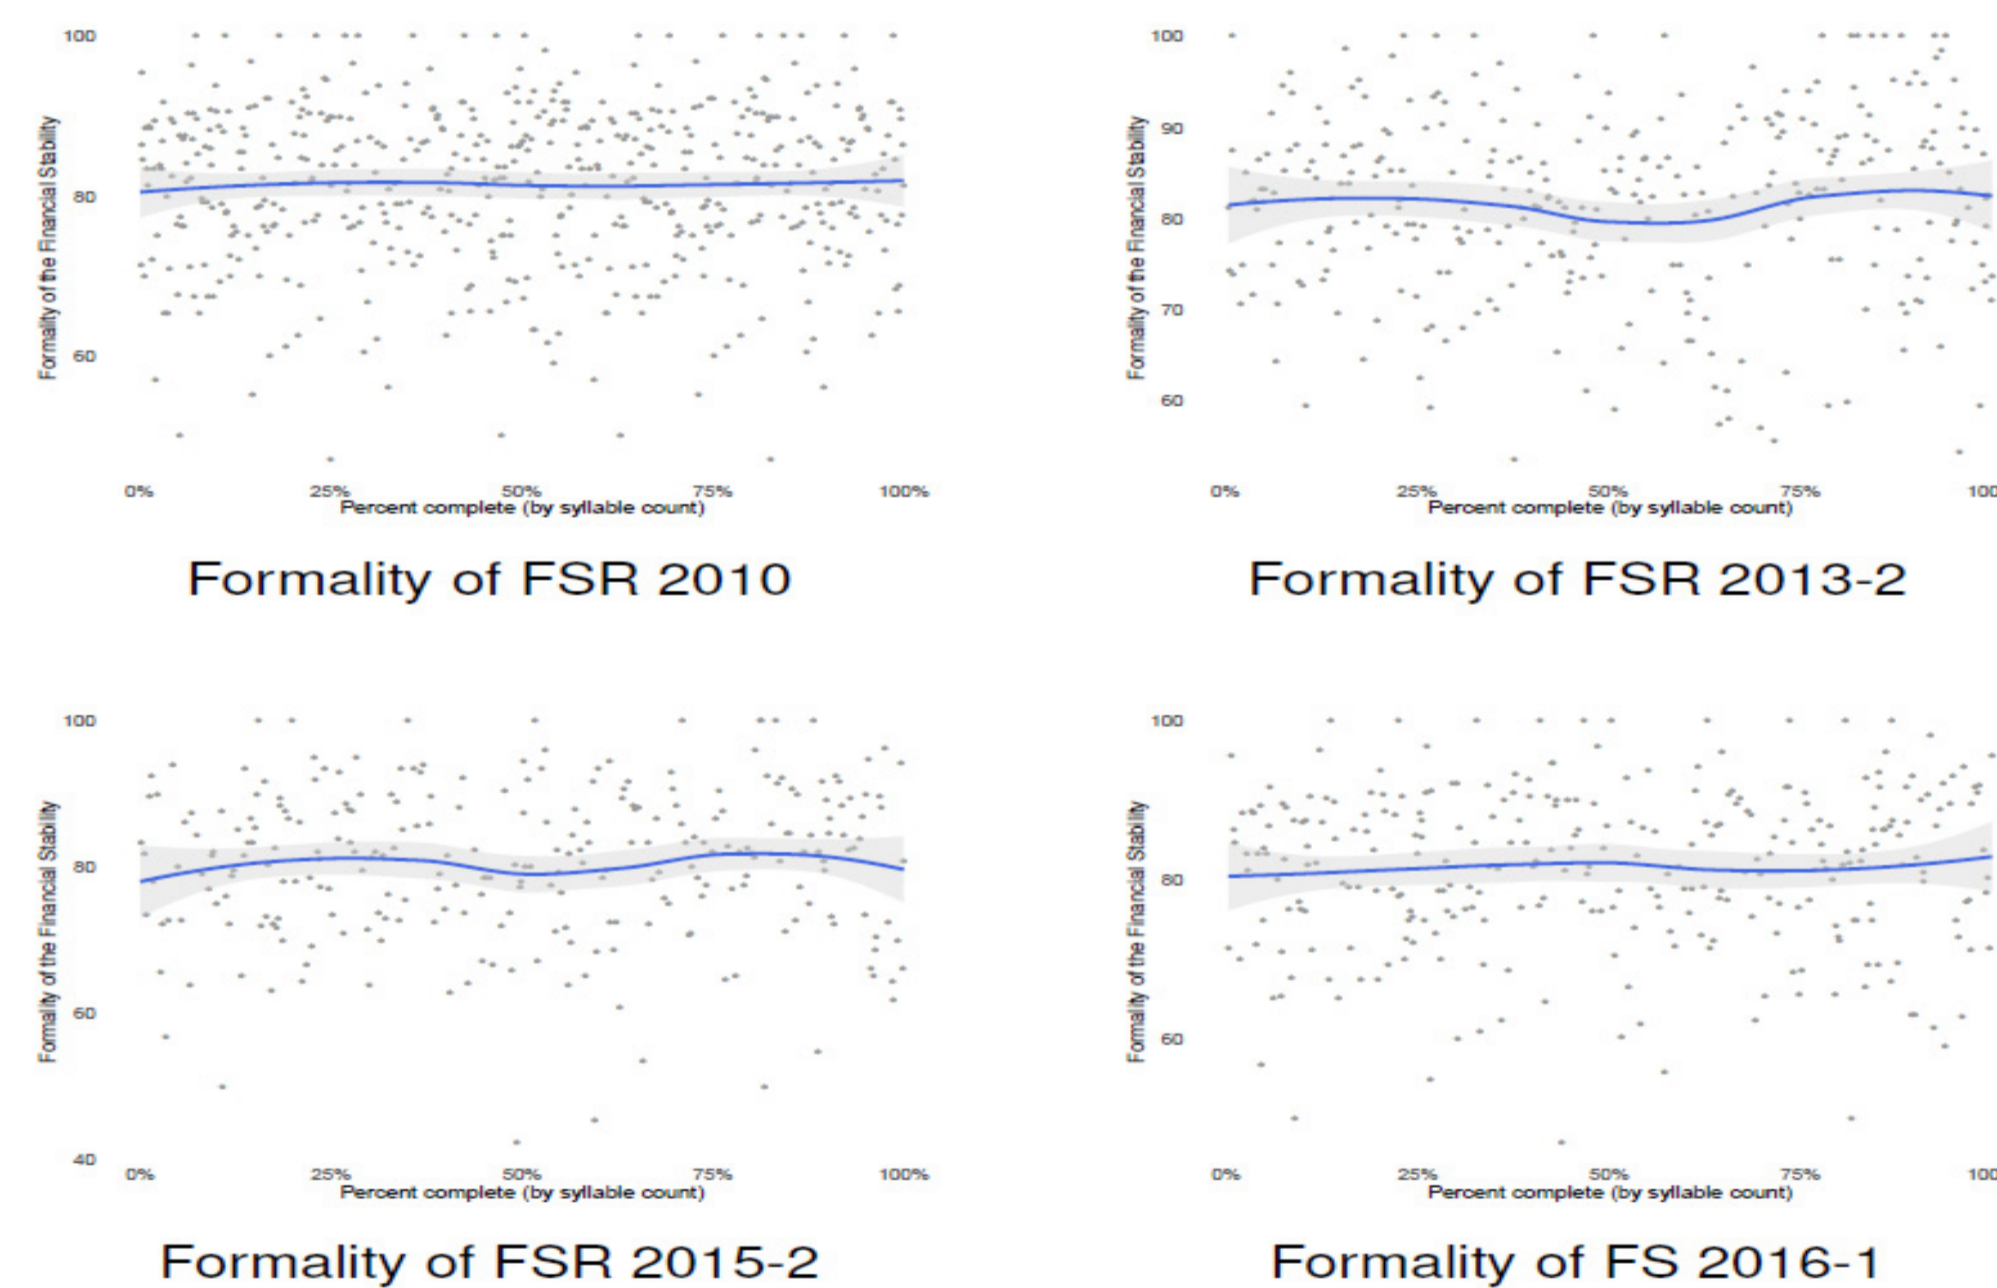 100
80
60
Formality of the Financial Stability
0% 25% 50% 75% 100%
Percent complete (by syllable count)
Formality of FSR 2010
100
90
80
70
60
Formality of the Financial Stability
0% 25% 50% 75% 100
Percent complete (by syllable count)
Formality of FSR 2013-2
100
80
60
40
Formality of the Financial Stability
0% 25% 50% 75% 100%
Percent complete (by syllable count)
Formality of FSR 2015-2
100
80
60
Formality of the Financial Stability
0% 25% 50% 75% 100
Percent complete (by syllable count)
Formality of FS 2016-1